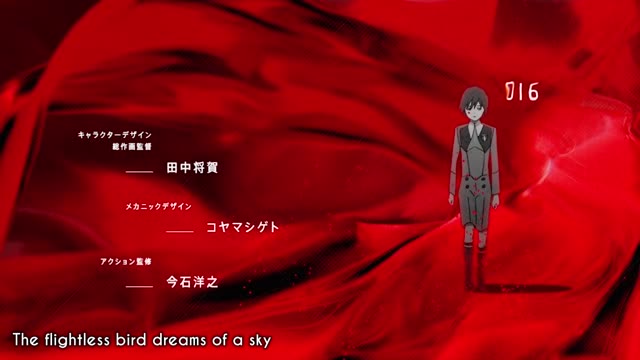 016
キャラクターデザイン
総作画監督
田中将賀
メカニックデザイン
コヤマシゲト
アクション監修
今石洋之
The flightless bird dreams of a sky